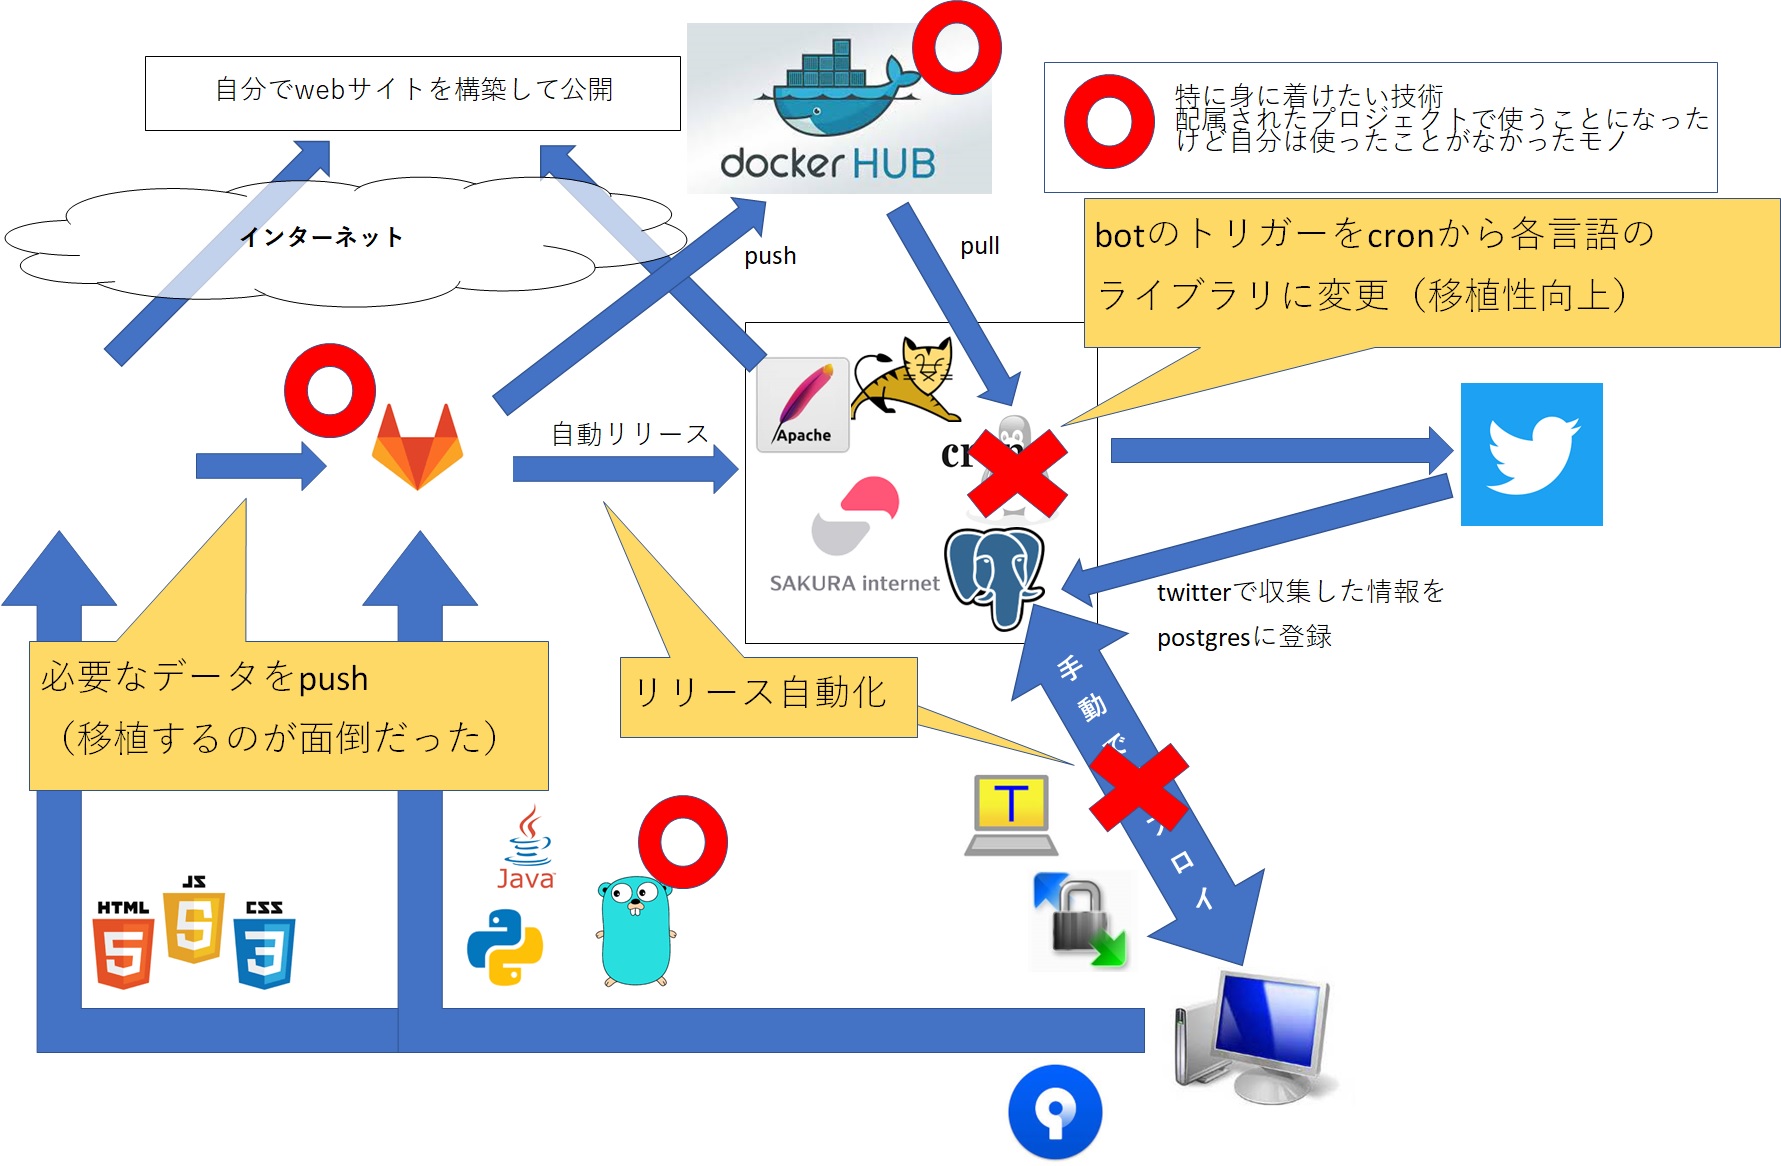 自分でwebサイトを構築して公開
docker HUB
特に身に着けたい技術
配属されたプロジェクトで使うことになった
けど自分は使ったことがなかったモノ
インターネット
push
pull
botのトリガーをcronから各言語の
ライブラリに変更（移植性向上）
自動リリース
Apache
SAKURA internet
twitterで収集した情報を
postgresに登録
必要なデータをpush
（移植するのが面倒だった）
リリース自動化
手動で
ロイ
T
Java
HTML
5
JS
5
CSS
3